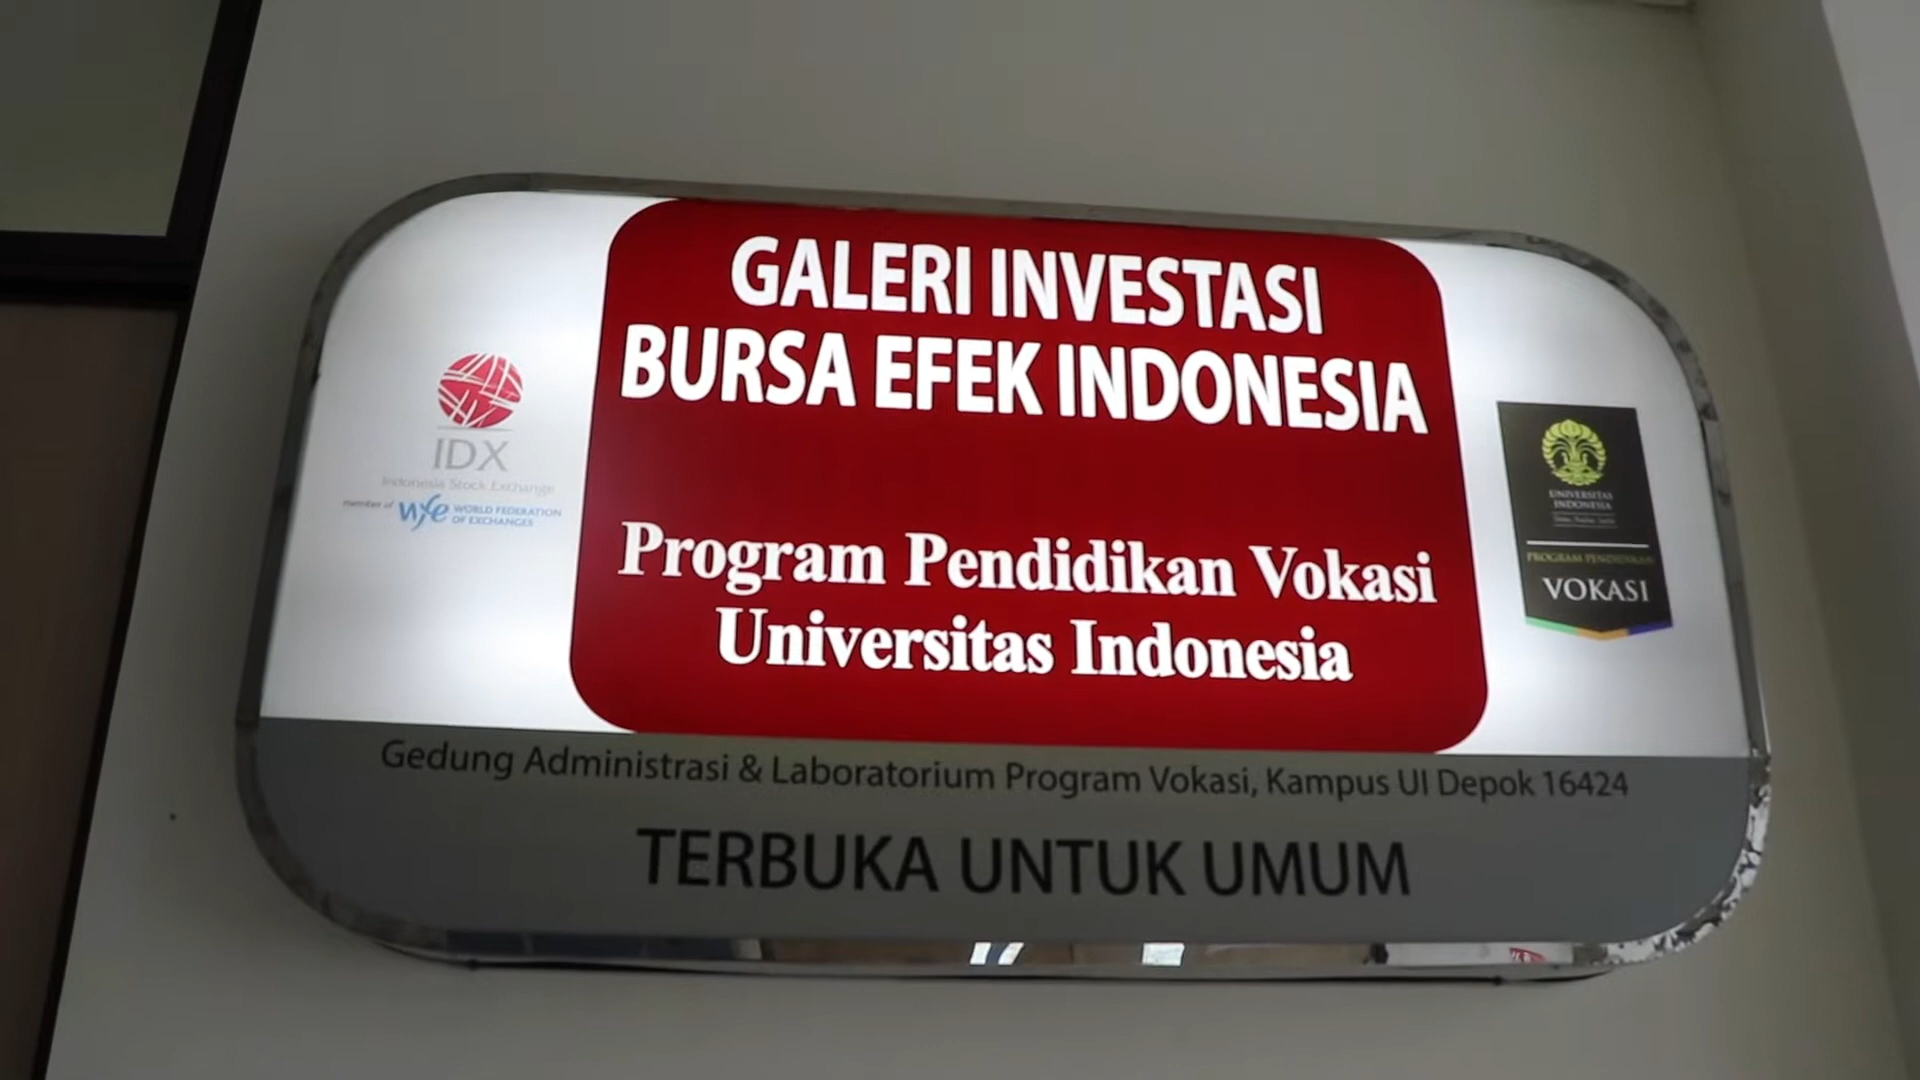 GALERI INVESTASI
BURSA EFEK INDONESIA
IDX
Indonesia Stock Exchange
member of wfe WORLD FEDERATION
OF EXCHANGES
Program Pendidikan Vokasi
Universitas Indonesia
UNIVERSITAS
INDONESIA
PROGRAM PENDIDIKAN
VOKASI
Gedung Administrasi & Laboratorium Program Vokasi, Kampus UI Depok 16424
TERBUKA UNTUK UMUM